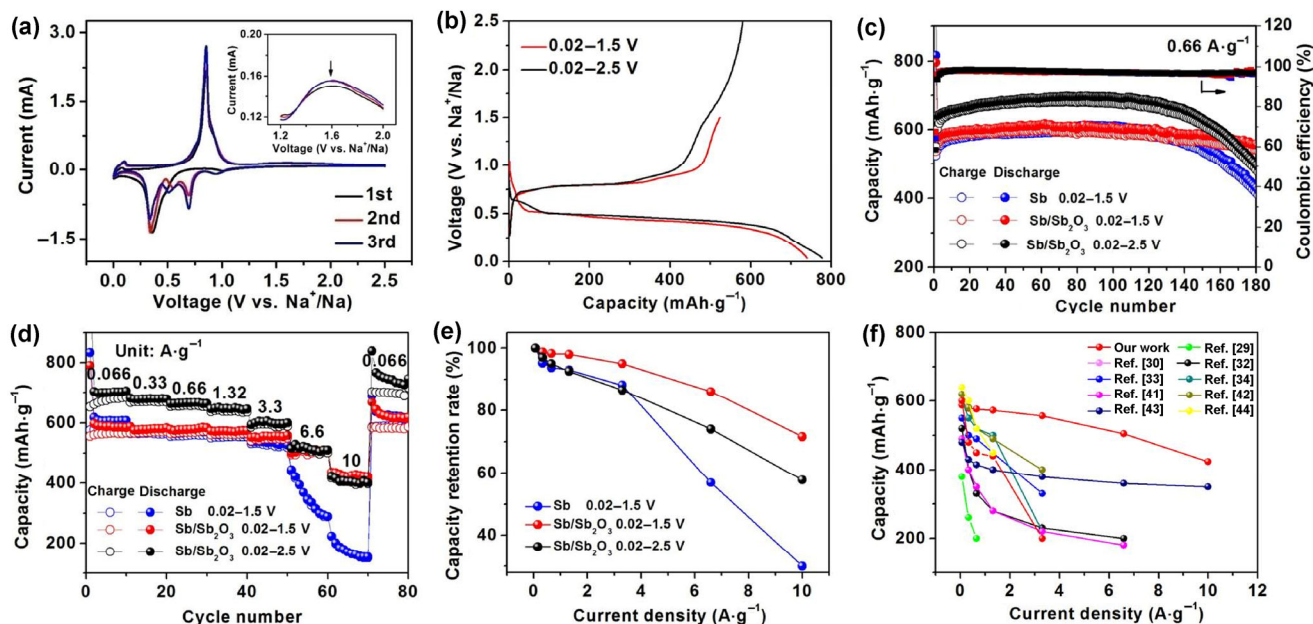 (a)
3.0
1.5
0.0
−1.5
Current (mA)
0.0
0.5
1.0
1.5
2.0
2.5
Voltage (V vs. Na⁺/Na)
1st
2nd
3rd
0.20
0.16
0.12
Current (mA)
1.2
1.6
2.0
Voltage (V vs. Na⁺/Na)
(b)
2.5
2.0
1.5
1.0
0.5
0.0
Voltage (V vs. Na⁺/Na)
0.02–1.5 V
0.02–2.5 V
0
200
400
600
800
Capacity (mAh·g⁻¹)
(c)
800
600
400
200
Capacity (mAh·g⁻¹)
0.66 A·g⁻¹
120
100
80
60
40
20
0
Coulombic efficiency (%)
Charge Discharge
Sb 0.02–1.5 V
Sb/Sb₂O₃ 0.02–1.5 V
Sb/Sb₂O₃ 0.02–2.5 V
0 20 40 60 80 100 120 140 160 180
Cycle number
(d)
800
600
400
200
Capacity (mAh·g⁻¹)
Unit: A·g⁻¹
0.066
0.33
0.66
1.32
3.3
6.6
10
0.066
Charge Discharge
Sb 0.02–1.5 V
Sb/Sb₂O₃ 0.02–1.5 V
Sb/Sb₂O₃ 0.02–2.5 V
0
20
40
60
80
Cycle number
(e)
100
80
60
40
Capacity retention rate (%)
Sb 0.02–1.5 V
Sb/Sb₂O₃ 0.02–1.5 V
Sb/Sb₂O₃ 0.02–2.5 V
0
2
4
6
8
10
Current density (A·g⁻¹)
(f)
800
600
400
200
Capacity (mAh·g⁻¹)
Our work
Ref. [29]
Ref. [30]
Ref. [32]
Ref. [33]
Ref. [34]
Ref. [41]
Ref. [42]
Ref. [43]
Ref. [44]
0
2
4
6
8
10
Current density (A·g⁻¹)